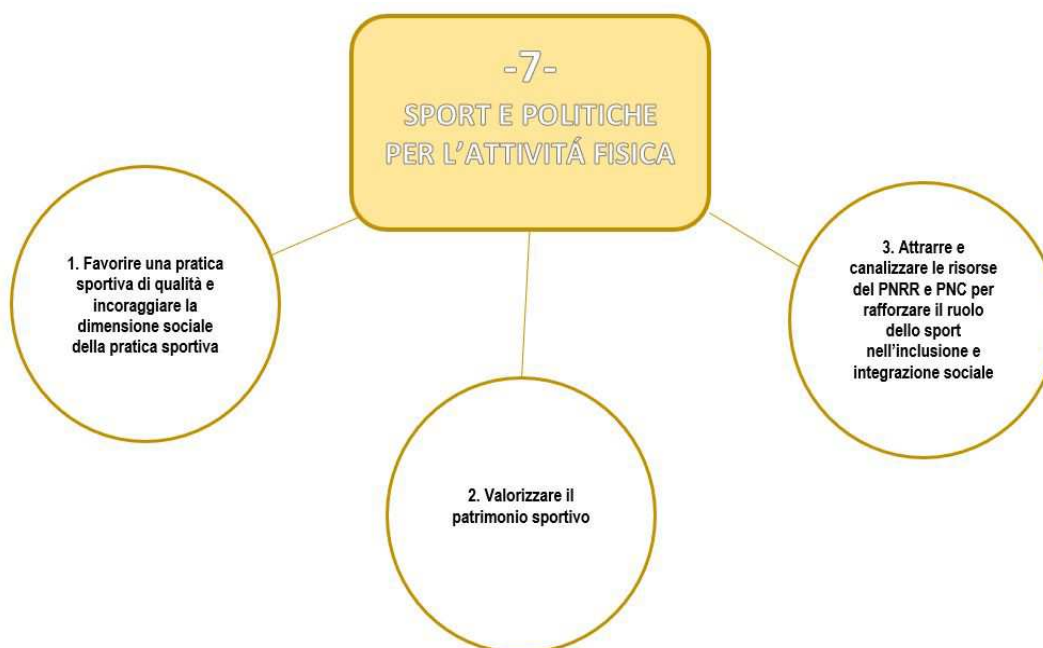 -7-
SPORT E POLITICHE
PER L’ATTIVITÁ FISICA
1. Favorire una pratica
sportiva di qualità e
incoraggiare la
dimensione sociale
della pratica sportiva
2. Valorizzare il
patrimonio sportivo
3. Attrarre e
canalizzare le risorse
del PNRR e PNC per
rafforzare il ruolo
dello sport
nell’inclusione e
integrazione sociale